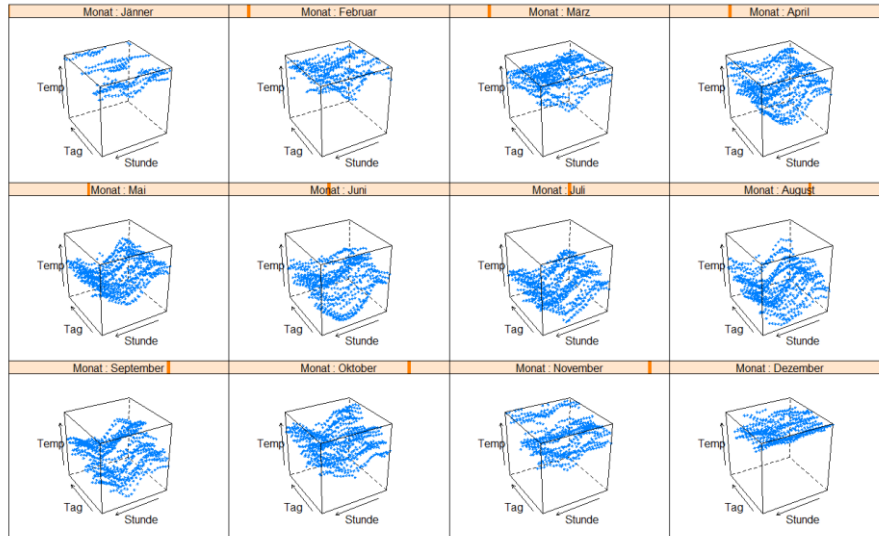 Monat : Jänner
Monat : Februar
Monat : März
Monat : April
Temp
Tag
Stunde
Temp
Tag
Stunde
Temp
Tag
Stunde
Temp
Tag
Stunde
Monat : Mai
Monat : Juni
Monat : Juli
Monat : August
Temp
Tag
Stunde
Temp
Tag
Stunde
Temp
Tag
Stunde
Temp
Tag
Stunde
Monat : September
Monat : Oktober
Monat : November
Monat : Dezember
Temp
Tag
Stunde
Temp
Tag
Stunde
Temp
Tag
Stunde
Temp
Tag
Stunde